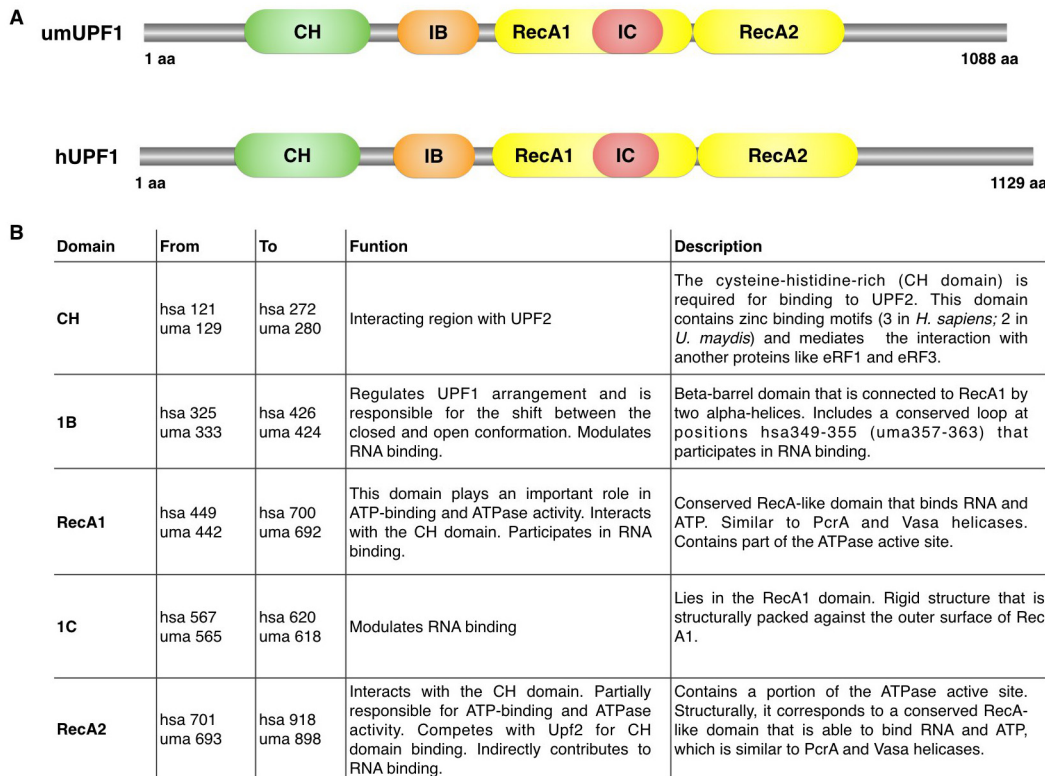 A
umUPF1
CH
IB
RecA1
IC
RecA2
1 aa
1088 aa
hUPF1
CH
IB
RecA1
IC
RecA2
1 aa
1129 aa
B
Domain From To Funtion Description
CH
hsa 121
uma 129
hsa 272
uma 280
Interacting region with UPF2
The cysteine-histidine-rich (CH domain) is
required for binding to UPF2. This domain
contains zinc binding motifs (3 in H. sapiens; 2 in
U. maydis) and mediates the interaction with
another proteins like eRF1 and eRF3.
1B
hsa 325
uma 333
hsa 426
uma 424
Regulates UPF1 arrangement and is
responsible for the shift between the
closed and open conformation. Modulates
RNA binding.
Beta-barrel domain that is connected to RecA1 by
two alpha-helices. Includes a conserved loop at
positions hsa349-355 (uma357-363) that
participates in RNA binding.
RecA1
hsa 449
uma 442
hsa 700
uma 692
This domain plays an important role in
ATP-binding and ATPase activity. Interacts
with the CH domain. Participates in RNA
binding.
Conserved RecA-like domain that binds RNA and
ATP. Similar to PcrA and Vasa helicases.
Contains part of the ATPase active site.
1C
hsa 567
uma 565
hsa 620
uma 618
Modulates RNA binding
Lies in the RecA1 domain. Rigid structure that is
structurally packed against the outer surface of Rec
A1.
RecA2
hsa 701
uma 693
hsa 918
uma 898
Interacts with the CH domain. Partially
responsible for ATP-binding and ATPase
activity. Competes with Upf2 for CH
domain binding. Indirectly contributes to
RNA binding.
Contains a portion of the ATPase active site.
Structurally, it corresponds to a conserved RecA-
like domain that is able to bind RNA and ATP,
which is similar to PcrA and Vasa helicases.